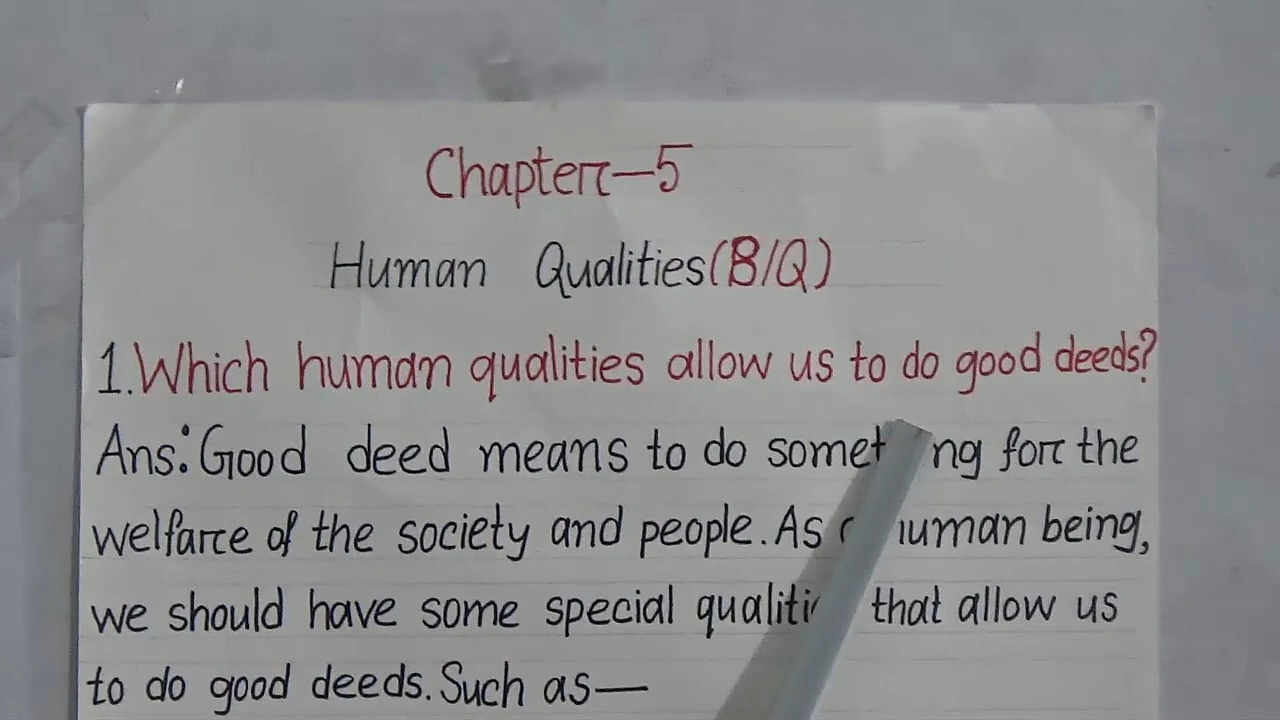 Chapter-5
Human Qualities(B/Q)
1.Which human qualities allow us to do good deeds?
Ans:Good deed means to do for the
welfare of the society and people.As human being,
we should have some special that allow us
to do good deeds.Such as—